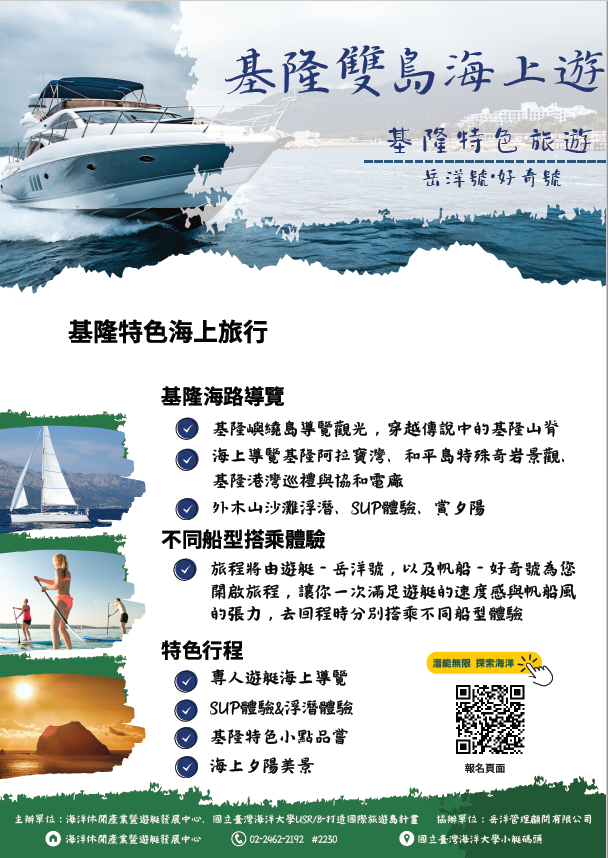 基隆雙島海上遊
基隆特色旅遊
岳洋號·好奇號
基隆特色海上旅行
基隆海路導覽
基隆嶼繞島導覽觀光，穿越傳說中的基隆山脊
海上導覽基隆阿拉寶灣、和平島特殊奇岩景觀、
基隆港灣巡禮與協和電廠
外木山沙灘浮潛、SUP體驗、賞夕陽
不同船型搭乘體驗
旅程將由遊艇－岳洋號，以及帆船－好奇號為您
開啟旅程，讓你一次滿足遊艇的速度感與帆船風
的張力，去回程時分別搭乘不同船型體驗
特色行程
專人遊艇海上導覽
SUP體驗&浮潛體驗
基隆特色小點品嘗
海上夕陽美景
潛能無限 探索海洋
報名頁面
主辦單位：海洋休閒產業暨遊艇發展中心、國立臺灣海洋大學USR/B-打造國際旅遊島計畫 協辦單位：岳洋管理顧問有限公司
海洋休閒產業暨遊艇發展中心 02-2462-2192 #2230 國立臺灣海洋大學小艇碼頭